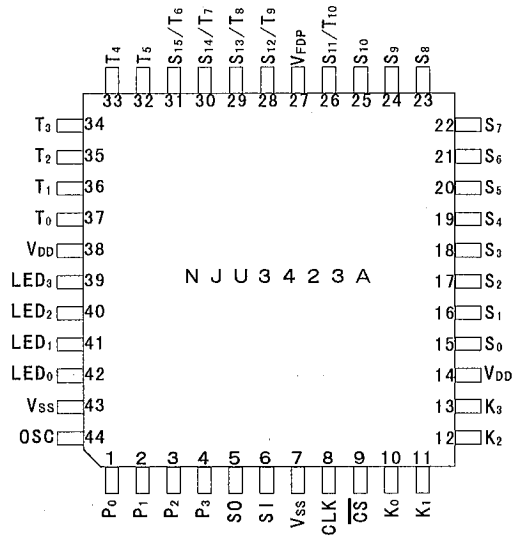 T₄ T₅ S₁₅/T₆ S₁₄/T₇ S₁₃/T₈ S₁₂/T₉ VFDP S₁₁/T₁₀ S₁₀ S₉ S₈
33 32 31 30 29 28 27 26 25 24 23
T₃ 34 22 S₇
T₂ 35 21 S₆
T₁ 36 20 S₅
T₀ 37 19 S₄
VDD 38 18 S₃
LED₃ 39 NJU3423A 17 S₂
LED₂ 40 16 S₁
LED₁ 41 15 S₀
LED₀ 42 14 VDD
VSS 43 13 K₃
OSC 44 12 K₂
1 2 3 4 5 6 7 8 9 10 11
P₀ P₁ P₂ P₃ SO SI VSS CLK C̅S̅ K₀ K₁